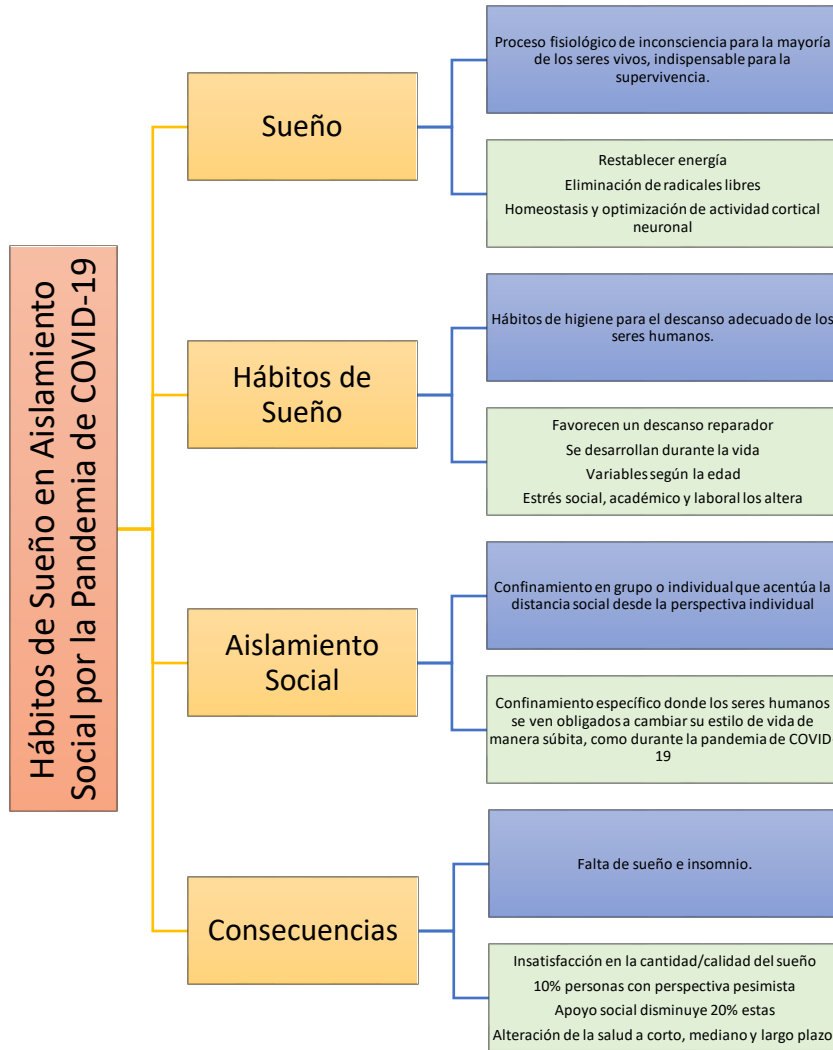 Hábitos de Sueño en Aislamiento
Social por la Pandemia de COVID-19
Sueño
Proceso fisiológico de inconsciencia para la mayoría
de los seres vivos, indispensable para la
supervivencia.
Restablecer energía
Eliminación de radicales libres
Homeostasis y optimización de actividad cortical
neuronal
Hábitos de
Sueño
Hábitos de higiene para el descanso adecuado de los
seres humanos.
Favorecen un descanso reparador
Se desarrollan durante la vida
Variables según la edad
Estrés social, académico y laboral los altera
Aislamiento
Social
Confinamiento en grupo o individual que acentúa la
distancia social desde la perspectiva individual
Confinamiento específico donde los seres humanos
se ven obligados a cambiar su estilo de vida de
manera súbita, como durante la pandemia de COVID-
19
Consecuencias
Falta de sueño e insomnio.
Insatisfacción en la cantidad/calidad del sueño
10% personas con perspectiva pesimista
Apoyo social disminuye 20% estas
Alteración de la salud a corto, mediano y largo plazo